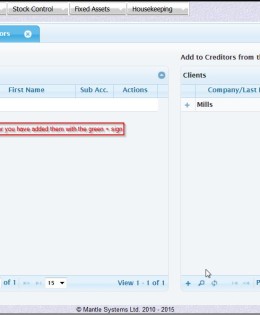 Stock Control Fixed Assets Housekeeping
ors
Add to Creditors from th
Clients
First Name Sub Acc. Actions
Company/Last
Mills
you have added them with the green + sign
of 1 15 View 1 - 1 of 1
© Mantle Systems Ltd. 2010 - 2015